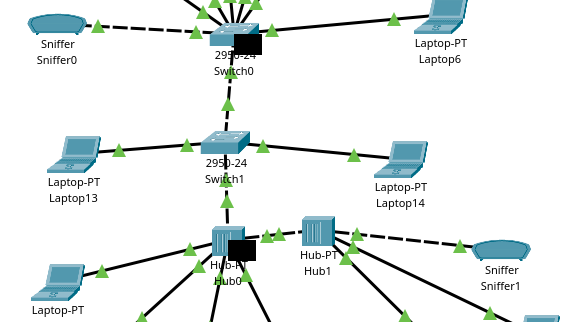 Sniffer
Sniffer0
2950-24
Switch0
Laptop-PT
Laptop6
Laptop-PT
Laptop13
2950-24
Switch1
Laptop-PT
Laptop14
Hub-PT
Hub0
Hub-PT
Hub1
Sniffer
Sniffer1
Laptop-PT